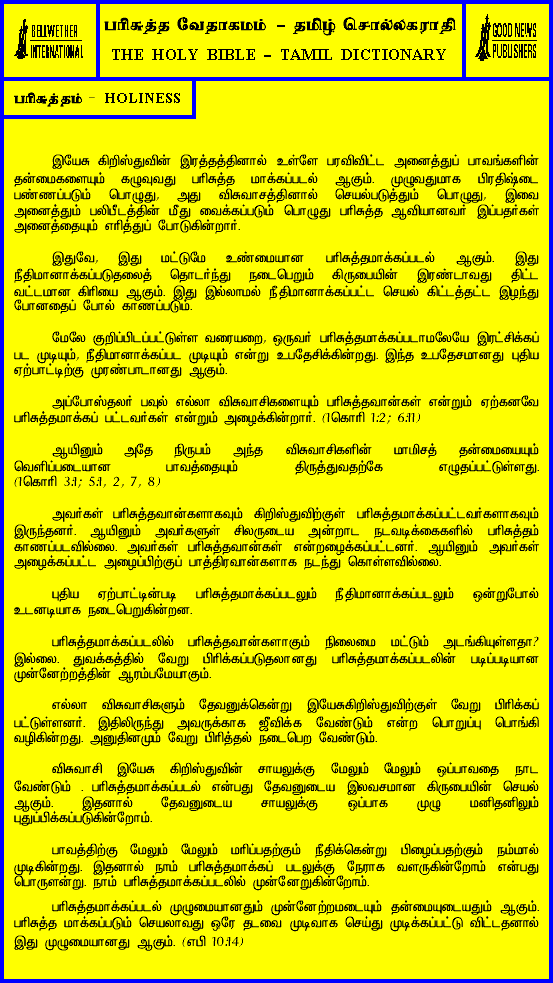 BELLWETHER
INTERNATIONAL
பரிசுத்த வேதாகமம் – தமிழ் சொல்லகராதி
THE HOLY BIBLE – TAMIL DICTIONARY
GOOD NEWS
PUBLISHERS
பரிசுத்தம் – HOLINESS
இயேசு கிறிஸ்துவின் இரத்தத்தினால் உள்ளே பரவிவிட்ட அனைத்துப் பாவங்களின்
தன்மைகளையும் கழுவுவது பரிசுத்த மாக்கப்படல் ஆகும். முழுவதுமாக பிரதிஷ்டை
பண்ணப்படும் பொழுது, அது விசுவாசத்தினால் செயல்படுத்தும் பொழுது, இவை
அனைத்தும் பலிபீடத்தின் மீது வைக்கப்படும் பொழுது பரிசுத்த ஆவியானவர் இப்பதர்கள்
அனைத்தையும் எரித்துப் போடுகின்றார்.
இதுவே, இது மட்டுமே உண்மையான பரிசுத்தமாக்கப்படல் ஆகும். இது
நீதிமானாக்கப்படுதலைத் தொடர்ந்து நடைபெறும் கிருபையின் இரண்டாவது திட்ட
வட்டமான கிரியை ஆகும். இது இல்லாமல் நீதிமானாக்கப்பட்ட செயல் கிட்டத்தட்ட இழந்து
போனதைப் போல் காணப்படும்.
மேலே குறிப்பிடப்பட்டுள்ள வரையறை, ஒருவர் பரிசுத்தமாக்கப்படாமலேயே இரட்சிக்கப்
பட முடியும், நீதிமானாக்கப்பட முடியும் என்று உபதேசிக்கின்றது. இந்த உபதேசமானது புதிய
ஏற்பாட்டிற்கு முரண்பாடானது ஆகும்.
அப்போஸ்தலர் பவுல் எல்லா விசுவாசிகளையும் பரிசுத்தவான்கள் என்றும் ஏற்கனவே
பரிசுத்தமாக்கப் பட்டவர்கள் என்றும் அழைக்கின்றார். (1கொரி 1:2; 6:11)
ஆயினும் அதே நிருபம் அந்த விசுவாசிகளின் மாமிசத் தன்மையையும்
வெளிப்படையான பாவத்தையும் திருத்துவதற்கே எழுதப்பட்டுள்ளது.
(1கொரி 3:1; 5:1, 2, 7, 8)
அவர்கள் பரிசுத்தவான்களாகவும் கிறிஸ்துவிற்குள் பரிசுத்தமாக்கப்பட்டவர்களாகவும்
இருந்தனர். ஆயினும் அவர்களுள் சிலருடைய அன்றாட நடவடிக்கைகளில் பரிசுத்தம்
காணப்படவில்லை. அவர்கள் பரிசுத்தவான்கள் என்றழைக்கப்பட்டனர். ஆயினும் அவர்கள்
அழைக்கப்பட்ட அழைப்பிற்குப் பாத்திரவான்களாக நடந்து கொள்ளவில்லை.
புதிய ஏற்பாட்டின்படி பரிசுத்தமாக்கப்படலும் நீதிமானாக்கப்படலும் ஒன்றுபோல்
உடனடியாக நடைபெறுகின்றன.
பரிசுத்தமாக்கப்படலில் பரிசுத்தவான்களாகும் நிலைமை மட்டும் அடங்கியுள்ளதா?
இல்லை. துவக்கத்தில் வேறு பிரிக்கப்படுதலானது பரிசுத்தமாக்கப்படலின் படிப்படியான
முன்னேற்றத்தின் ஆரம்பமேயாகும்.
எல்லா விசுவாசிகளும் தேவனுக்கென்று இயேசுகிறிஸ்துவிற்குள் வேறு பிரிக்கப்
பட்டுள்ளனர். இதிலிருந்து அவருக்காக ஜீவிக்க வேண்டும் என்ற பொறுப்பு பொங்கி
வழிகின்றது. அனுதினமும் வேறு பிரித்தல் நடைபெற வேண்டும்.
விசுவாசி இயேசு கிறிஸ்துவின் சாயலுக்கு மேலும் மேலும் ஒப்பாவதை நாட
வேண்டும் . பரிசுத்தமாக்கப்படல் என்பது தேவனுடைய இலவசமான கிருபையின் செயல்
ஆகும். இதனால் தேவனுடைய சாயலுக்கு ஒப்பாக முழு மனிதனிலும்
புதுப்பிக்கப்படுகின்றோம்.
பாவத்திற்கு மேலும் மேலும் மரிப்பதற்கும் நீதிக்கென்று பிழைப்பதற்கும் நம்மால்
முடிகின்றது. இதனால் நாம் பரிசுத்தமாக்கப் படலுக்கு நேராக வளருகின்றோம் என்பது
பொருளன்று. நாம் பரிசுத்தமாக்கப்படலில் முன்னேறுகின்றோம்.
பரிசுத்தமாக்கப்படல் முழுமையானதும் முன்னேற்றமடையும் தன்மையுடையதும் ஆகும்.
பரிசுத்த மாக்கப்படும் செயலாவது ஒரே தடவை முடிவாக செய்து முடிக்கப்பட்டு விட்டதனால்
இது முழுமையானது ஆகும். (எபி 10:14)